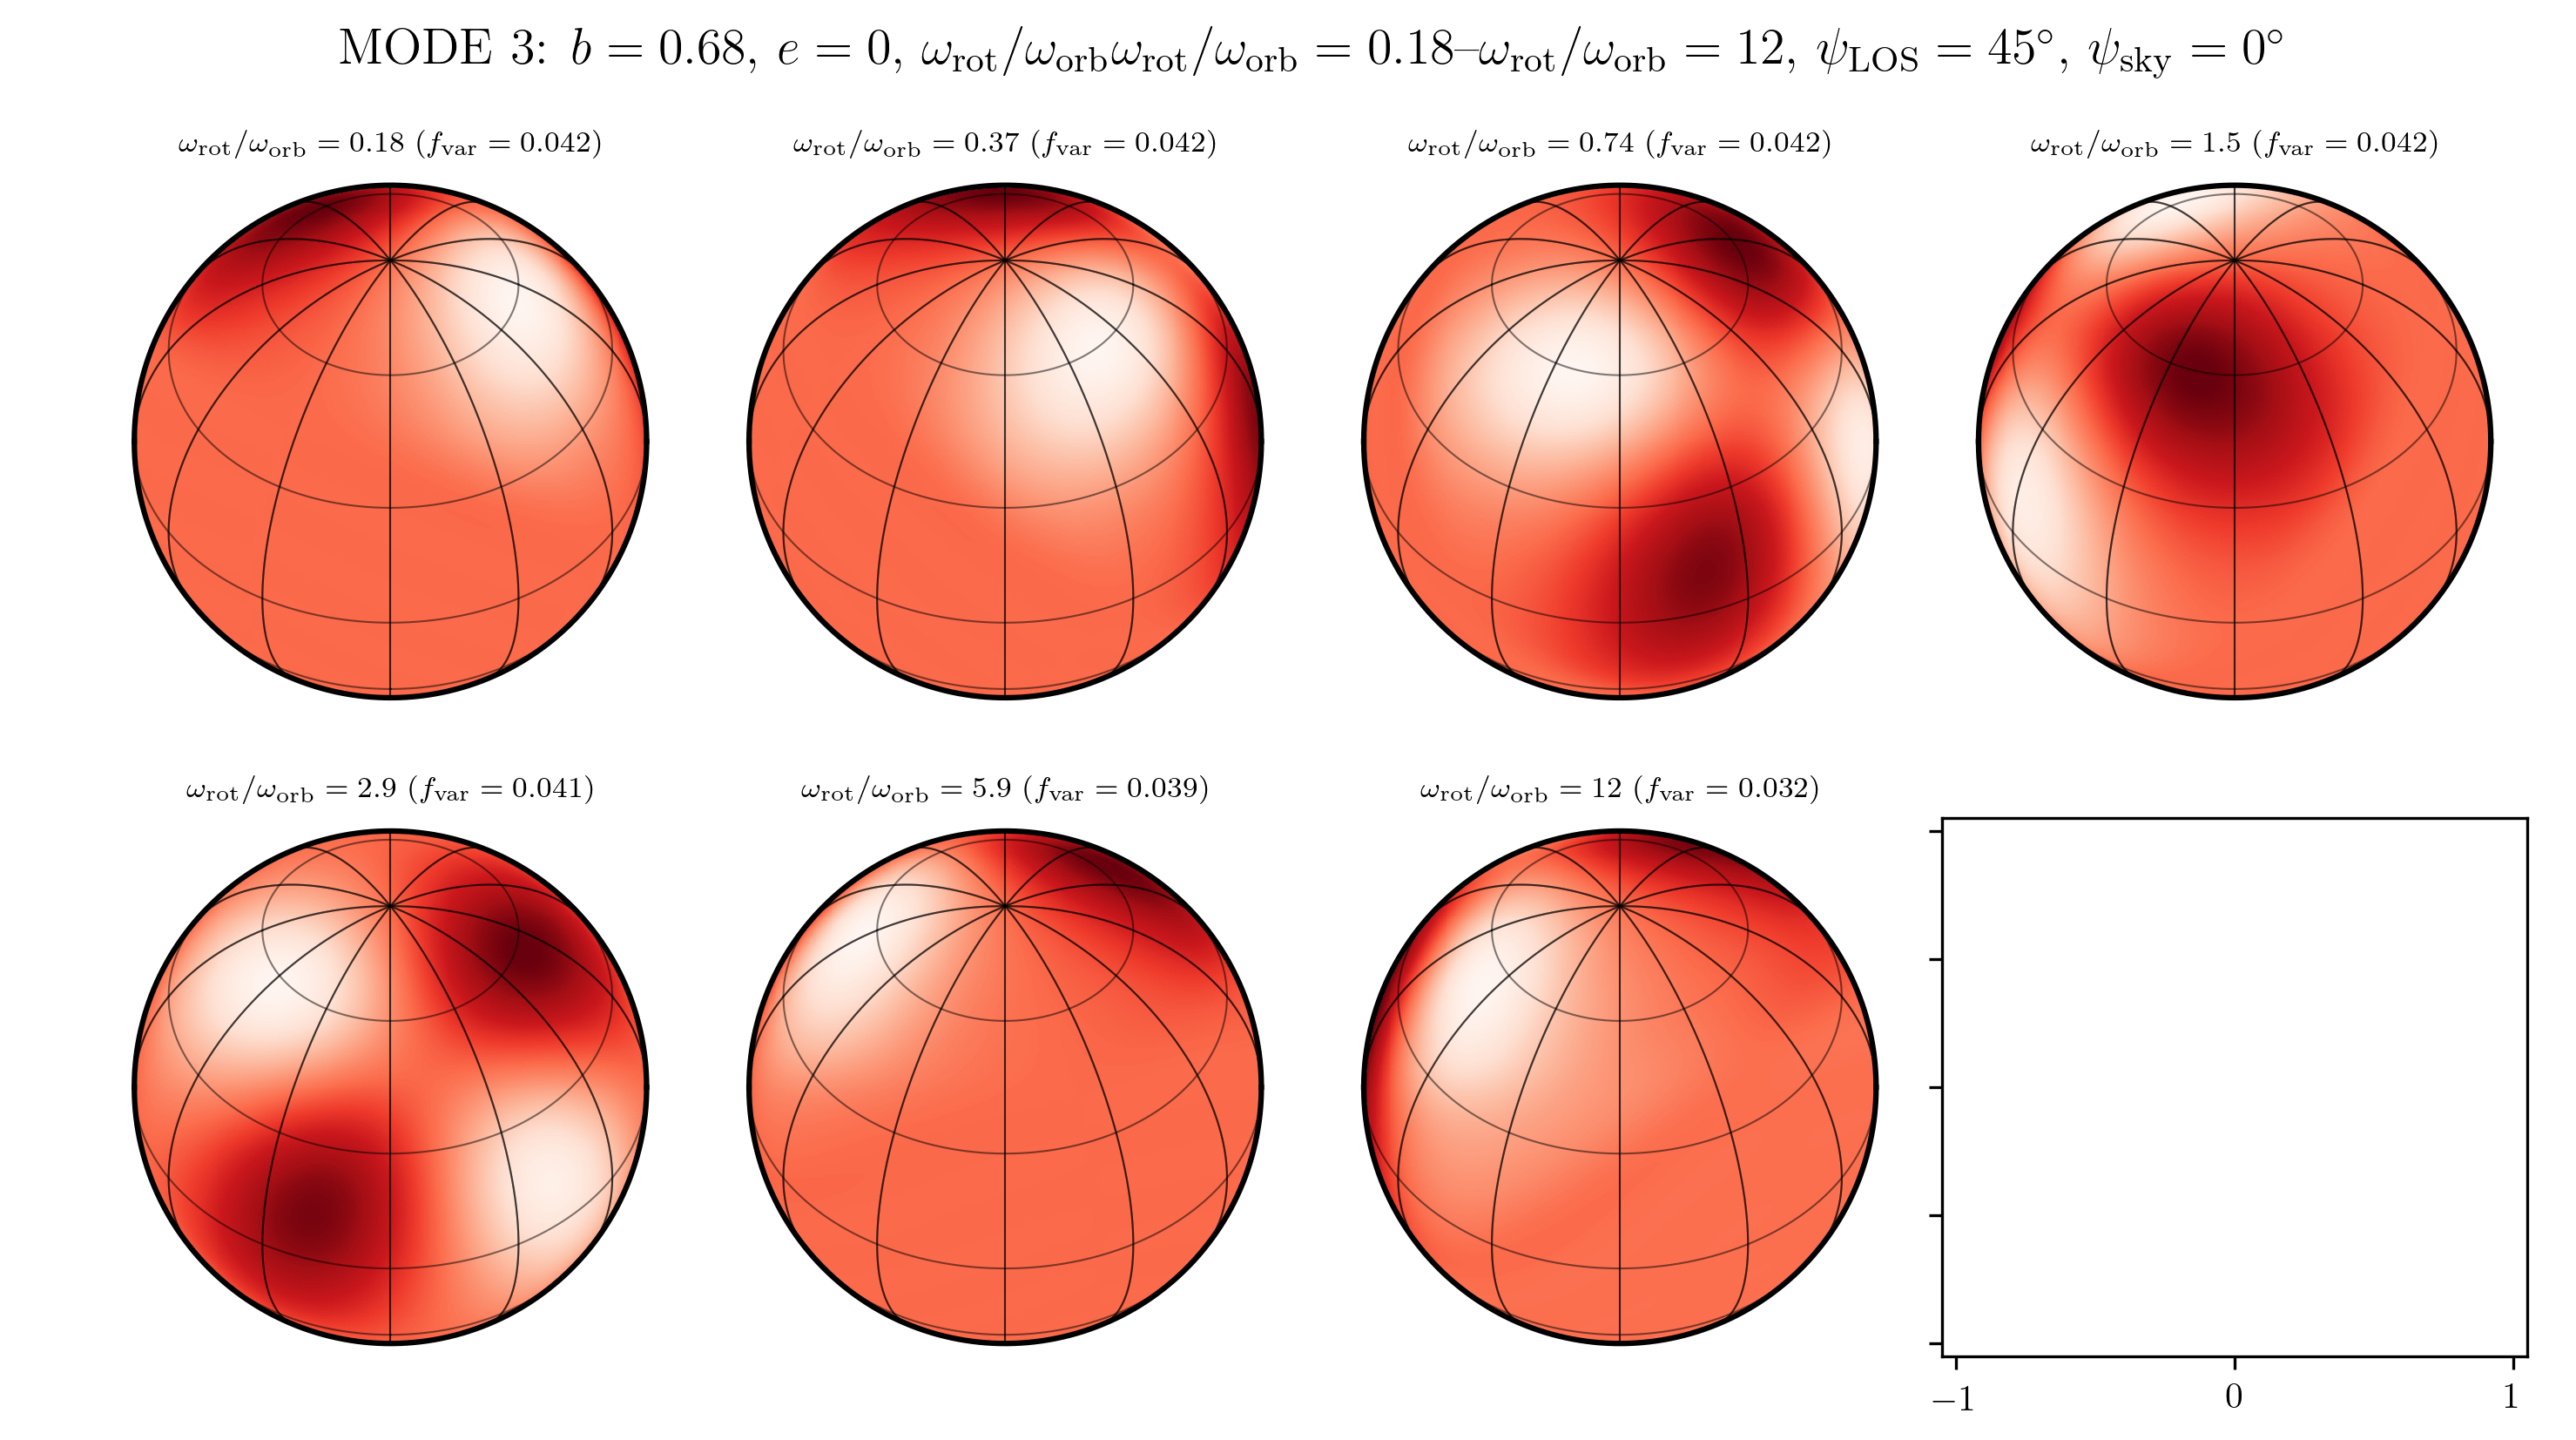 MODE 3: b = 0.68, e = 0, ω_rot/ω_orbω_rot/ω_orb = 0.18–ω_rot/ω_orb = 12, ψ_LOS = 45°, ψ_sky = 0°
ω_rot/ω_orb = 0.18 (f_var = 0.042)
ω_rot/ω_orb = 0.37 (f_var = 0.042)
ω_rot/ω_orb = 0.74 (f_var = 0.042)
ω_rot/ω_orb = 1.5 (f_var = 0.042)
ω_rot/ω_orb = 2.9 (f_var = 0.041)
ω_rot/ω_orb = 5.9 (f_var = 0.039)
ω_rot/ω_orb = 12 (f_var = 0.032)
−1 0 1